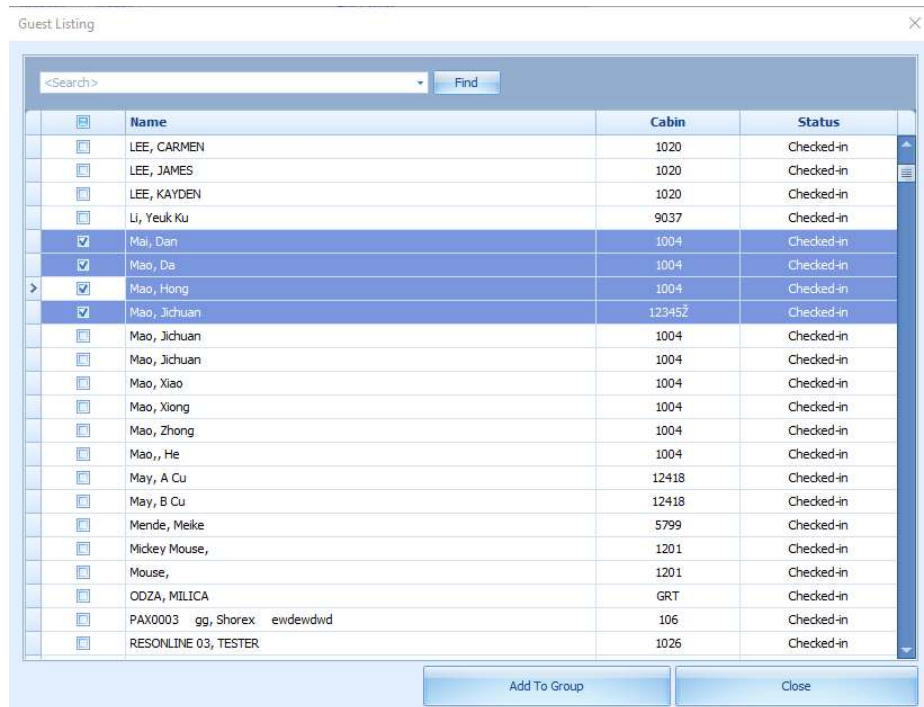 Guest Listing
<Search> Find
Name Cabin Status
LEE, CARMEN 1020 Checked-in
LEE, JAMES 1020 Checked-in
LEE, KAYDEN 1020 Checked-in
Li, Yeuk Ku 9037 Checked-in
Mai, Dan 1004 Checked-in
Mao, Da 1004 Checked-in
Mao, Hong 1004 Checked-in
Mao, Jichuan 12345Ž Checked-in
Mao, Jichuan 1004 Checked-in
Mao, Jichuan 1004 Checked-in
Mao, Xiao 1004 Checked-in
Mao, Xiong 1004 Checked-in
Mao, Zhong 1004 Checked-in
Mao,, He 1004 Checked-in
May, A Cu 12418 Checked-in
May, B Cu 12418 Checked-in
Mende, Meike 5799 Checked-in
Mickey Mouse, 1201 Checked-in
Mouse, 1201 Checked-in
ODZA, MILICA GRT Checked-in
PAX0003 gg, Shorex ewdewdwd 106 Checked-in
RESONLINE 03, TESTER 1026 Checked-in
Add To Group Close